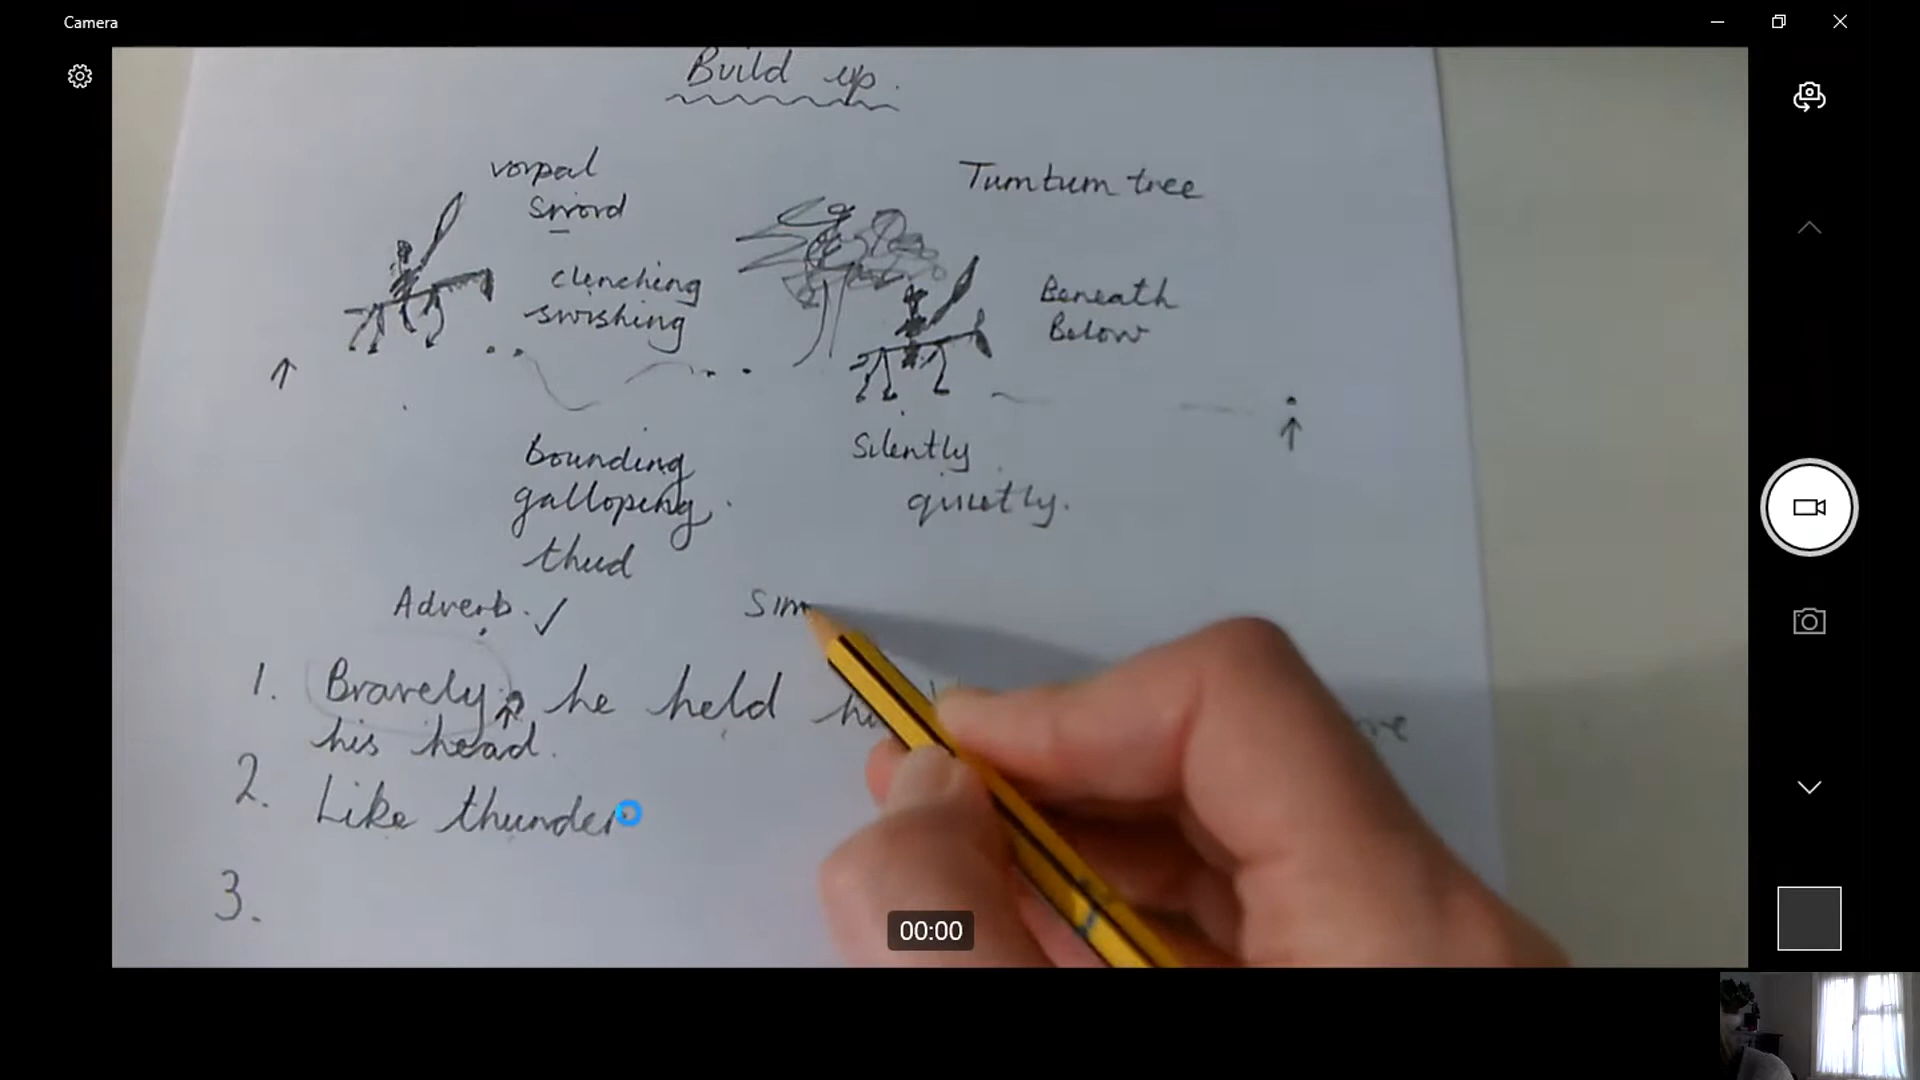 Camera
Build up.
vorpal
sword
Tumtum tree
clenching
swishing
Beneath
Below
bounding
galloping.
thud
Silently
quietly.
Adverb. ✓
Sim
1. Bravely, he held
his head.
2. Like thunder
3.
00:00